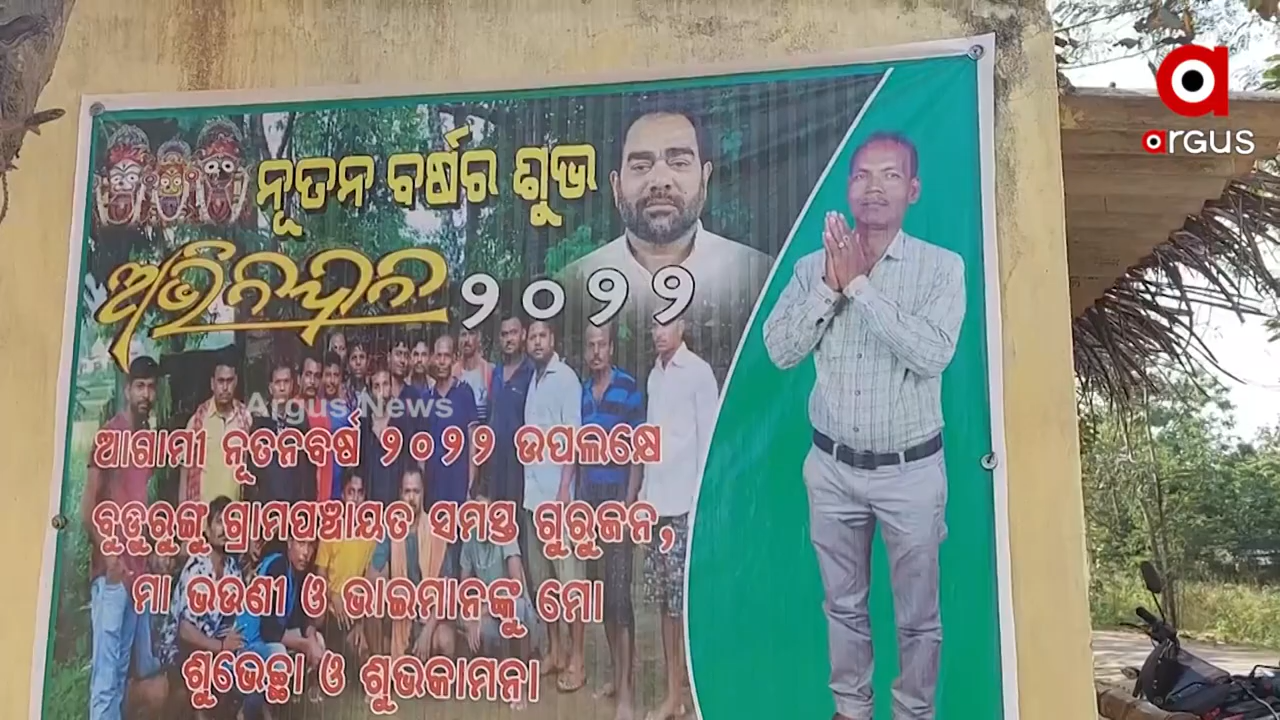 argus
ନୂତନ ବର୍ଷର ଶୁଭ
ଅଭିନନ୍ଦନ ୨୦୨୨
Argus News
ଆଗାମୀ ନୂତନବର୍ଷ ୨୦୨୨ ଉପଲକ୍ଷେ
ବୁଡୁରୁଙ୍କୁ ଗ୍ରାମପଞ୍ଚାୟତ ସମସ୍ତ ଗୁରୁଜନ,
ମା ଭଉଣୀ ଓ ଭାଇମାନଙ୍କୁ ମୋ
ଶୁଭେଚ୍ଛା ଓ ଶୁଭକାମନା